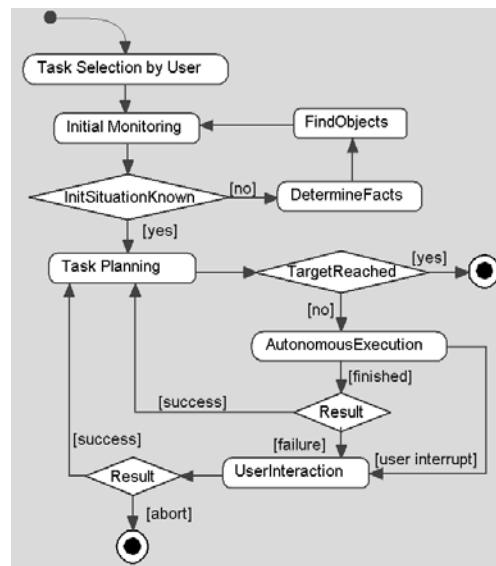 Task Selection by User
Initial Monitoring
FindObjects
InitSituationKnown
[no]
DetermineFacts
[yes]
Task Planning
TargetReached
[yes]
[no]
AutonomousExecution
[finished]
[success]
Result
[success]
[failure]
[user interrupt]
Result
UserInteraction
[abort]